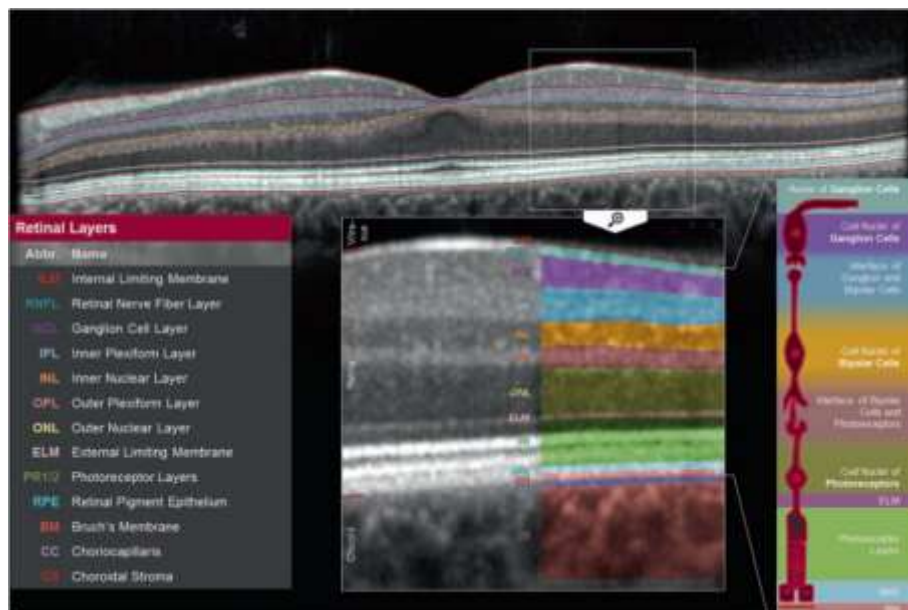 Retinal Layers
Abbr. Name
ILM Internal Limiting Membrane
RNFL Retinal Nerve Fiber Layer
GCL Ganglion Cell Layer
IPL Inner Plexiform Layer
INL Inner Nuclear Layer
OPL Outer Plexiform Layer
ONL Outer Nuclear Layer
ELM External Limiting Membrane
PR1/2 Photoreceptor Layers
RPE Retinal Pigment Epithelium
BM Bruch's Membrane
CC Choriocapillaris
CS Choroidal Stroma
ONL
ELM
Axons of Ganglion Cells
Cell Nuclei of
Ganglion Cells
Interface of
Ganglion and
Bipolar Cells
Cell Nuclei of
Bipolar Cells
Interface of Bipolar
Cells and
Photoreceptors
Cell Nuclei of
Photoreceptors
ELM
Photoreceptor
Layers